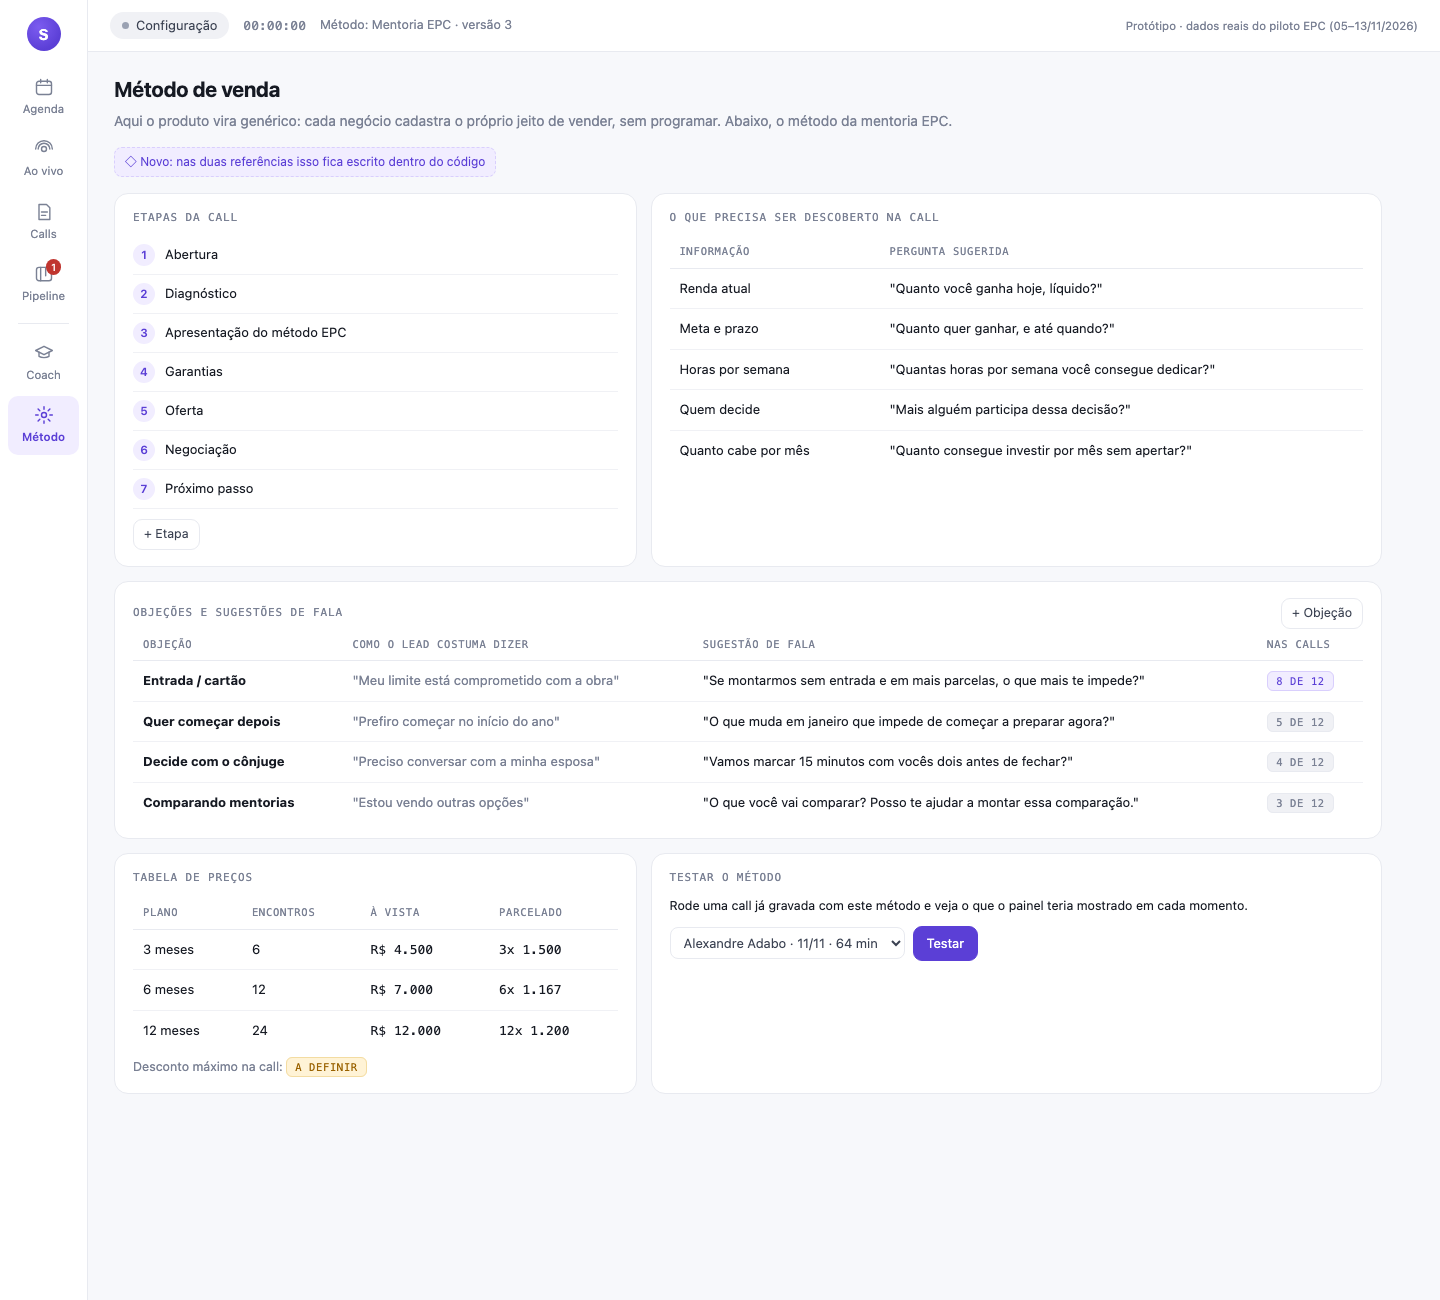 S
Configuração 00:00:00 Método: Mentoria EPC · versão 3
Protótipo · dados reais do piloto EPC (05–13/11/2026)
Agenda
Ao vivo
Calls
1
Pipeline
Coach
Método
Método de venda
Aqui o produto vira genérico: cada negócio cadastra o próprio jeito de vender, sem programar. Abaixo, o método da mentoria EPC.
◇ Novo: nas duas referências isso fica escrito dentro do código
ETAPAS DA CALL
1 Abertura
2 Diagnóstico
3 Apresentação do método EPC
4 Garantias
5 Oferta
6 Negociação
7 Próximo passo
+ Etapa
O QUE PRECISA SER DESCOBERTO NA CALL
INFORMAÇÃO PERGUNTA SUGERIDA
Renda atual "Quanto você ganha hoje, líquido?"
Meta e prazo "Quanto quer ganhar, e até quando?"
Horas por semana "Quantas horas por semana você consegue dedicar?"
Quem decide "Mais alguém participa dessa decisão?"
Quanto cabe por mês "Quanto consegue investir por mês sem apertar?"
OBJEÇÕES E SUGESTÕES DE FALA
+ Objeção
OBJEÇÃO COMO O LEAD COSTUMA DIZER SUGESTÃO DE FALA NAS CALLS
Entrada / cartão "Meu limite está comprometido com a obra" "Se montarmos sem entrada e em mais parcelas, o que mais te impede?" 8 DE 12
Quer começar depois "Prefiro começar no início do ano" "O que muda em janeiro que impede de começar a preparar agora?" 5 DE 12
Decide com o cônjuge "Preciso conversar com a minha esposa" "Vamos marcar 15 minutos com vocês dois antes de fechar?" 4 DE 12
Comparando mentorias "Estou vendo outras opções" "O que você vai comparar? Posso te ajudar a montar essa comparação." 3 DE 12
TABELA DE PREÇOS
PLANO ENCONTROS À VISTA PARCELADO
3 meses 6 R$ 4.500 3x 1.500
6 meses 12 R$ 7.000 6x 1.167
12 meses 24 R$ 12.000 12x 1.200
Desconto máximo na call: A DEFINIR
TESTAR O MÉTODO
Rode uma call já gravada com este método e veja o que o painel teria mostrado em cada momento.
Alexandre Adabo · 11/11 · 64 min Testar